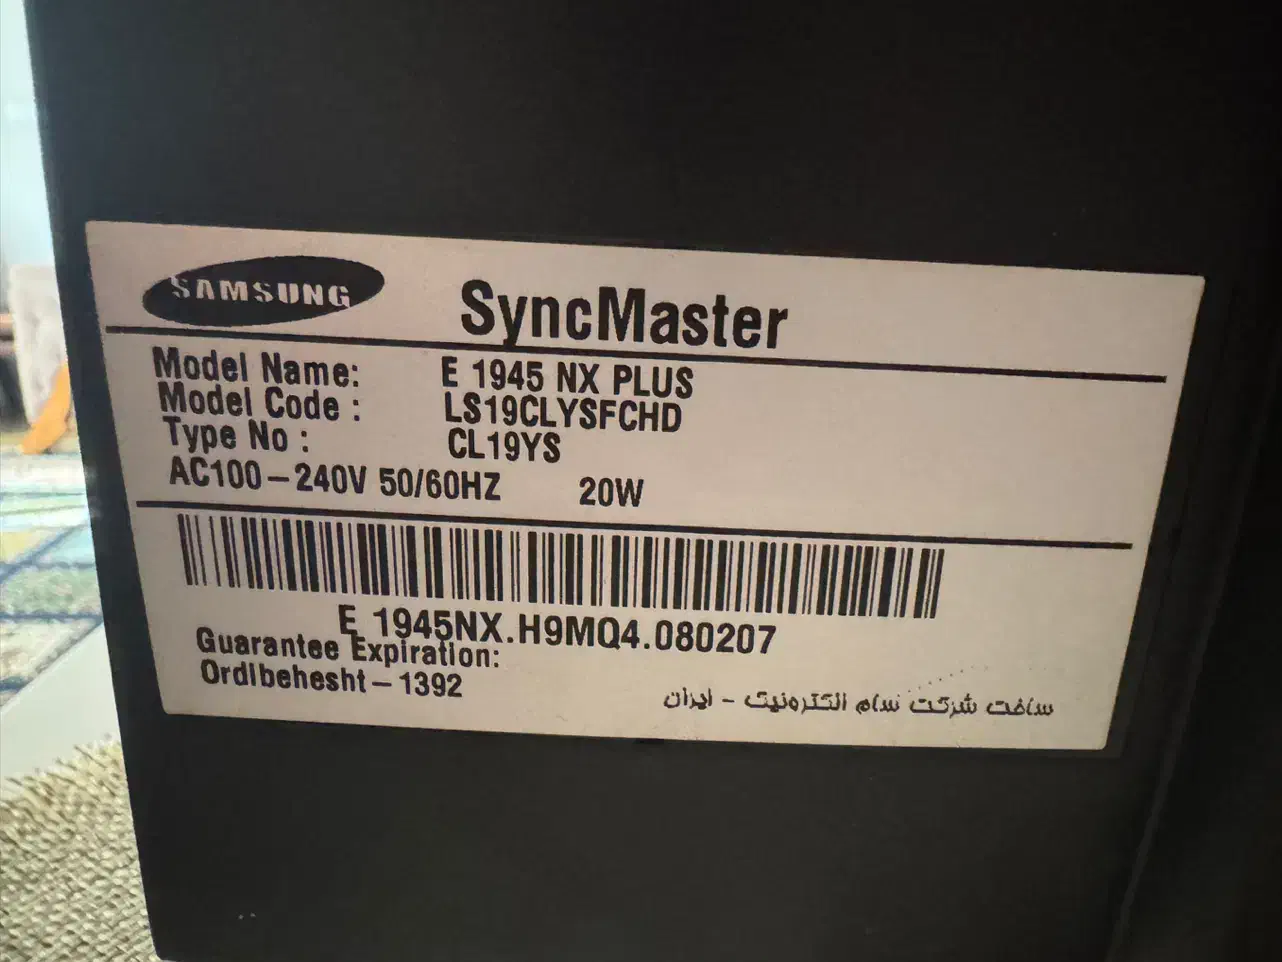 SAMSUNG SyncMaster
Model Name: E 1945 NX PLUS
Model Code : LS19CLYSFCHD
Type No : CL19YS
AC100-240V 50/60HZ 20W
E 1945NX.H9MQ4.080207
Guarantee Expiration:
OrdIbehesht-1392
ساخت شرکت سام الکترونیک - ایران